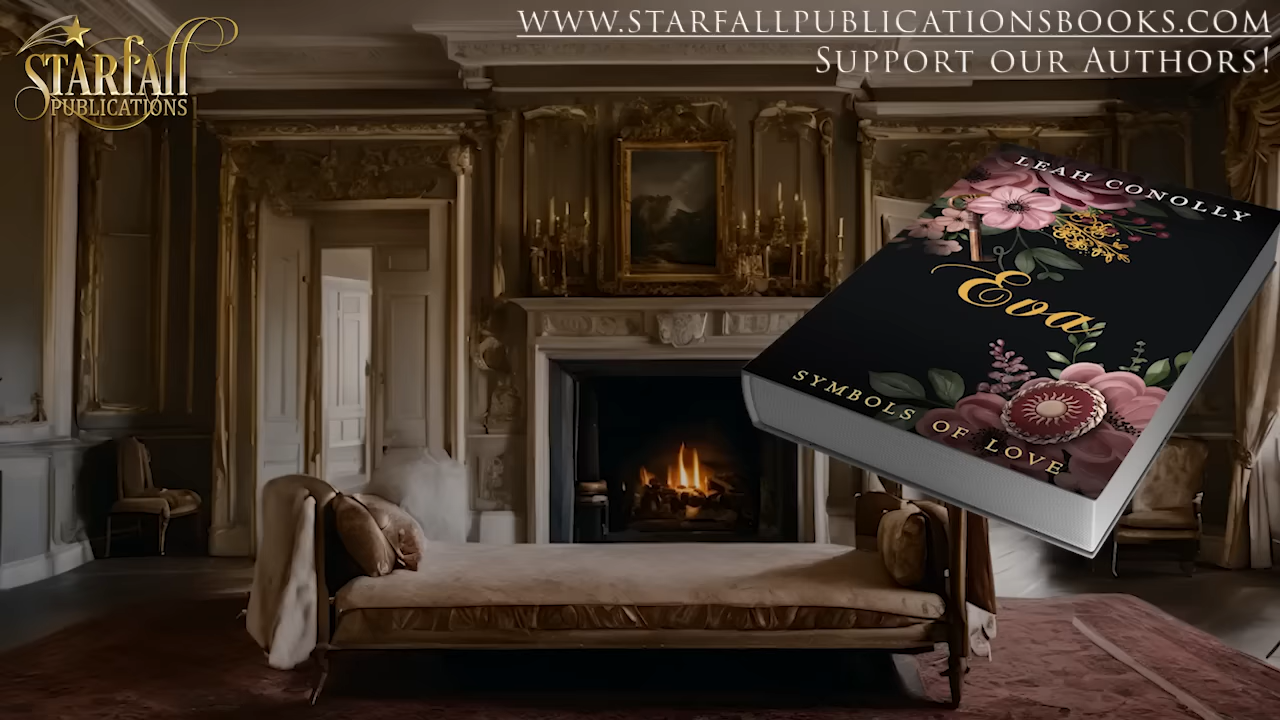 STARfall
PUBLICATIONS
WWW.STARFALLPUBLICATIONSBOOKS.COM
SUPPORT OUR AUTHORS!
LEAH CONOLLY
Eva
SYMBOLS OF LOVE